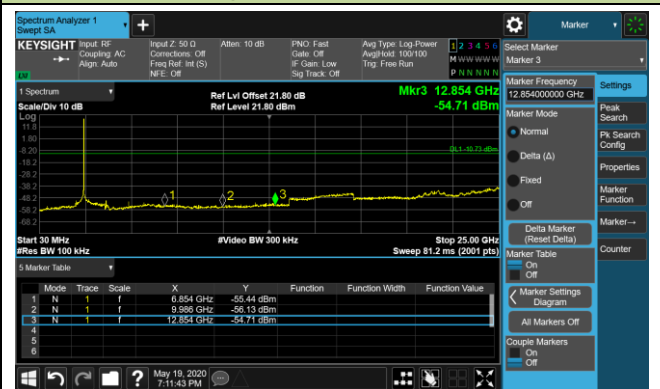 Spectrum Analyzer 1
Swept SA
Marker
KEYSIGHT
Input: RF
Coupling: AC
Align: Auto
Input Z: 50 Ω
Corrections: Off
Freq Ref: Int (S)
NFE: Off
Atten: 10 dB
PNO: Fast
Gate: Off
IF Gain: Low
Sig Track: Off
Avg Type: Log-Power
Avg|Hold: 100/100
Trig: Free Run
1 2 3 4 5 6
M W W W W W
P N N N N N
LXI
Select Marker
Marker 3
1 Spectrum
Scale/Div 10 dB
Ref Lvl Offset 21.80 dB
Ref Level 21.80 dBm
Mkr3 12.854 GHz
-54.71 dBm
Log
11.8
1.80
-8.20
-18.2
-28.2
-38.2
-48.2
-58.2
-68.2
DL1 -10.73 dBm
1
2
3
Start 30 MHz
#Res BW 100 kHz
#Video BW 300 kHz
Stop 25.00 GHz
Sweep 81.2 ms (2001 pts)
5 Marker Table
Mode Trace Scale X Y Function Function Width Function Value
1 N 1 f 6.854 GHz -55.44 dBm
2 N 1 f 9.986 GHz -56.13 dBm
3 N 1 f 12.854 GHz -54.71 dBm
4
5
6
Marker Frequency
12.854000000 GHz
Marker Mode
Normal
Delta (Δ)
Fixed
Off
Delta Marker
(Reset Delta)
Marker Table
On
Off
Marker Settings
Diagram
All Markers Off
Couple Markers
On
Off
Settings
Peak
Search
Pk Search
Config
Properties
Marker
Function
Marker→
Counter
?
May 19, 2020
7:11:43 PM